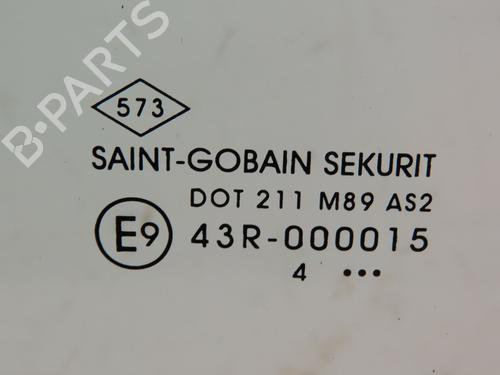 B-PARTS
573
SAINT-GOBAIN SEKURIT
DOT 211 M89 AS2
E9 43R-000015
4 •••